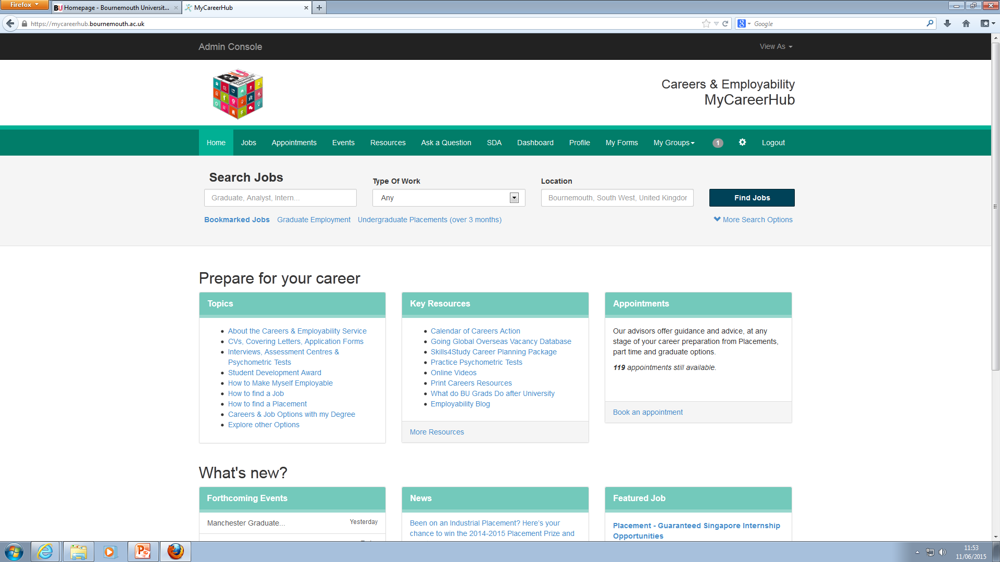 Firefox
Homepage - Bournemouth Universit...
MyCareerHub
https://mycareerhub.bournemouth.ac.uk
Google
Admin Console
View As
BU
Bournemouth
University
Careers & Employability
MyCareerHub
Home Jobs Appointments Events Resources Ask a Question SDA Dashboard Profile My Forms My Groups 1 Logout
Search Jobs
Type Of Work
Location
Graduate, Analyst, Intern...
Any
Bournemouth, South West, United Kingdor
Find Jobs
Bookmarked Jobs Graduate Employment Undergraduate Placements (over 3 months)
More Search Options
Prepare for your career
Topics
About the Careers & Employability Service
CVs, Covering Letters, Application Forms
Interviews, Assessment Centres &
Psychometric Tests
Student Development Award
How to Make Myself Employable
How to find a Job
How to find a Placement
Careers & Job Options with my Degree
Explore other Options
Key Resources
Calendar of Careers Action
Going Global Overseas Vacancy Database
Skills4Study Career Planning Package
Practice Psychometric Tests
Online Videos
Print Careers Resources
What do BU Grads Do after University
Employability Blog
More Resources
Appointments
Our advisors offer guidance and advice, at any
stage of your career preparation from Placements,
part time and graduate options.
119 appointments still available.
Book an appointment
What's new?
Forthcoming Events
Manchester Graduate...
Yesterday
News
Been on an Industrial Placement? Here's your
chance to win the 2014-2015 Placement Prize and
Featured Job
Placement - Guaranteed Singapore Internship
Opportunities
11:53
11/06/2015